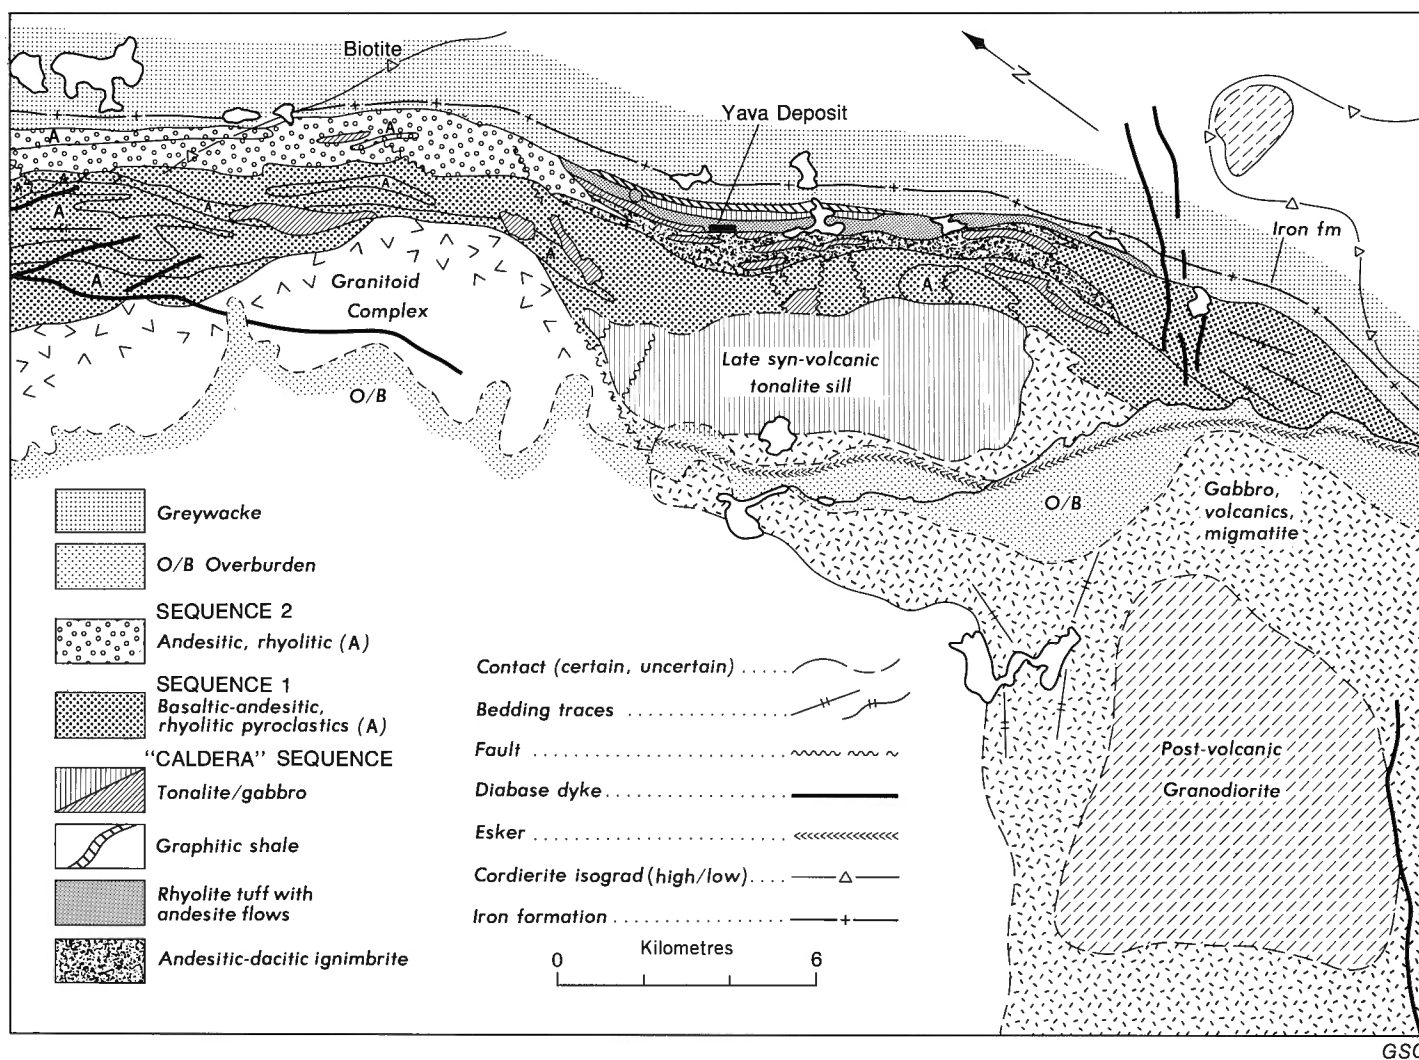 Biotite
Yava Deposit
N
Iron fm
A
A
A
A
A
A
A
A
A
A
Granitoid
Complex
Late syn-volcanic
tonalite sill
O/B
O/B
Gabbro,
volcanics,
migmatite
Post-volcanic
Granodiorite
Greywacke
O/B Overburden
SEQUENCE 2
Andesitic, rhyolitic (A)
SEQUENCE 1
Basaltic-andesitic,
rhyolitic pyroclastics (A)
"CALDERA" SEQUENCE
Tonalite/gabbro
Graphitic shale
Rhyolite tuff with
andesite flows
Andesitic-dacitic ignimbrite
Contact (certain, uncertain) ....
Bedding traces ................
Fault ........................
Diabase dyke..................
Esker ........................
Cordierite isograd (high/low)....
Iron formation .................
Kilometres
0 6
GSC